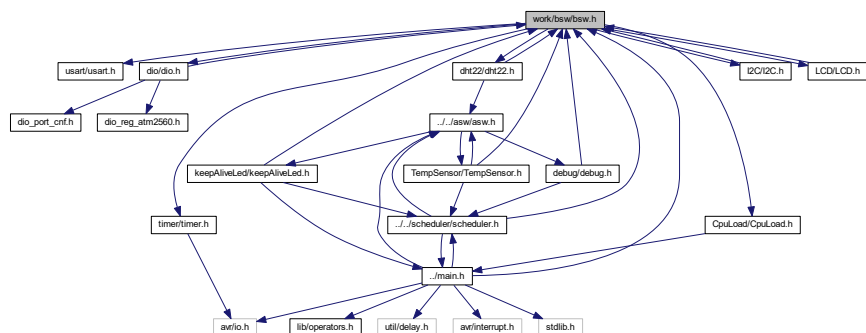 work/bsw/bsw.h
usart/usart.h
dio/dio.h
dht22/dht22.h
I2C/I2C.h
LCD/LCD.h
dio_port_cnf.h
dio_reg_atm2560.h
../../asw/asw.h
keepAliveLed/keepAliveLed.h
TempSensor/TempSensor.h
debug/debug.h
timer/timer.h
../../scheduler/scheduler.h
CpuLoad/CpuLoad.h
../main.h
avr/io.h
lib/operators.h
util/delay.h
avr/interrupt.h
stdlib.h